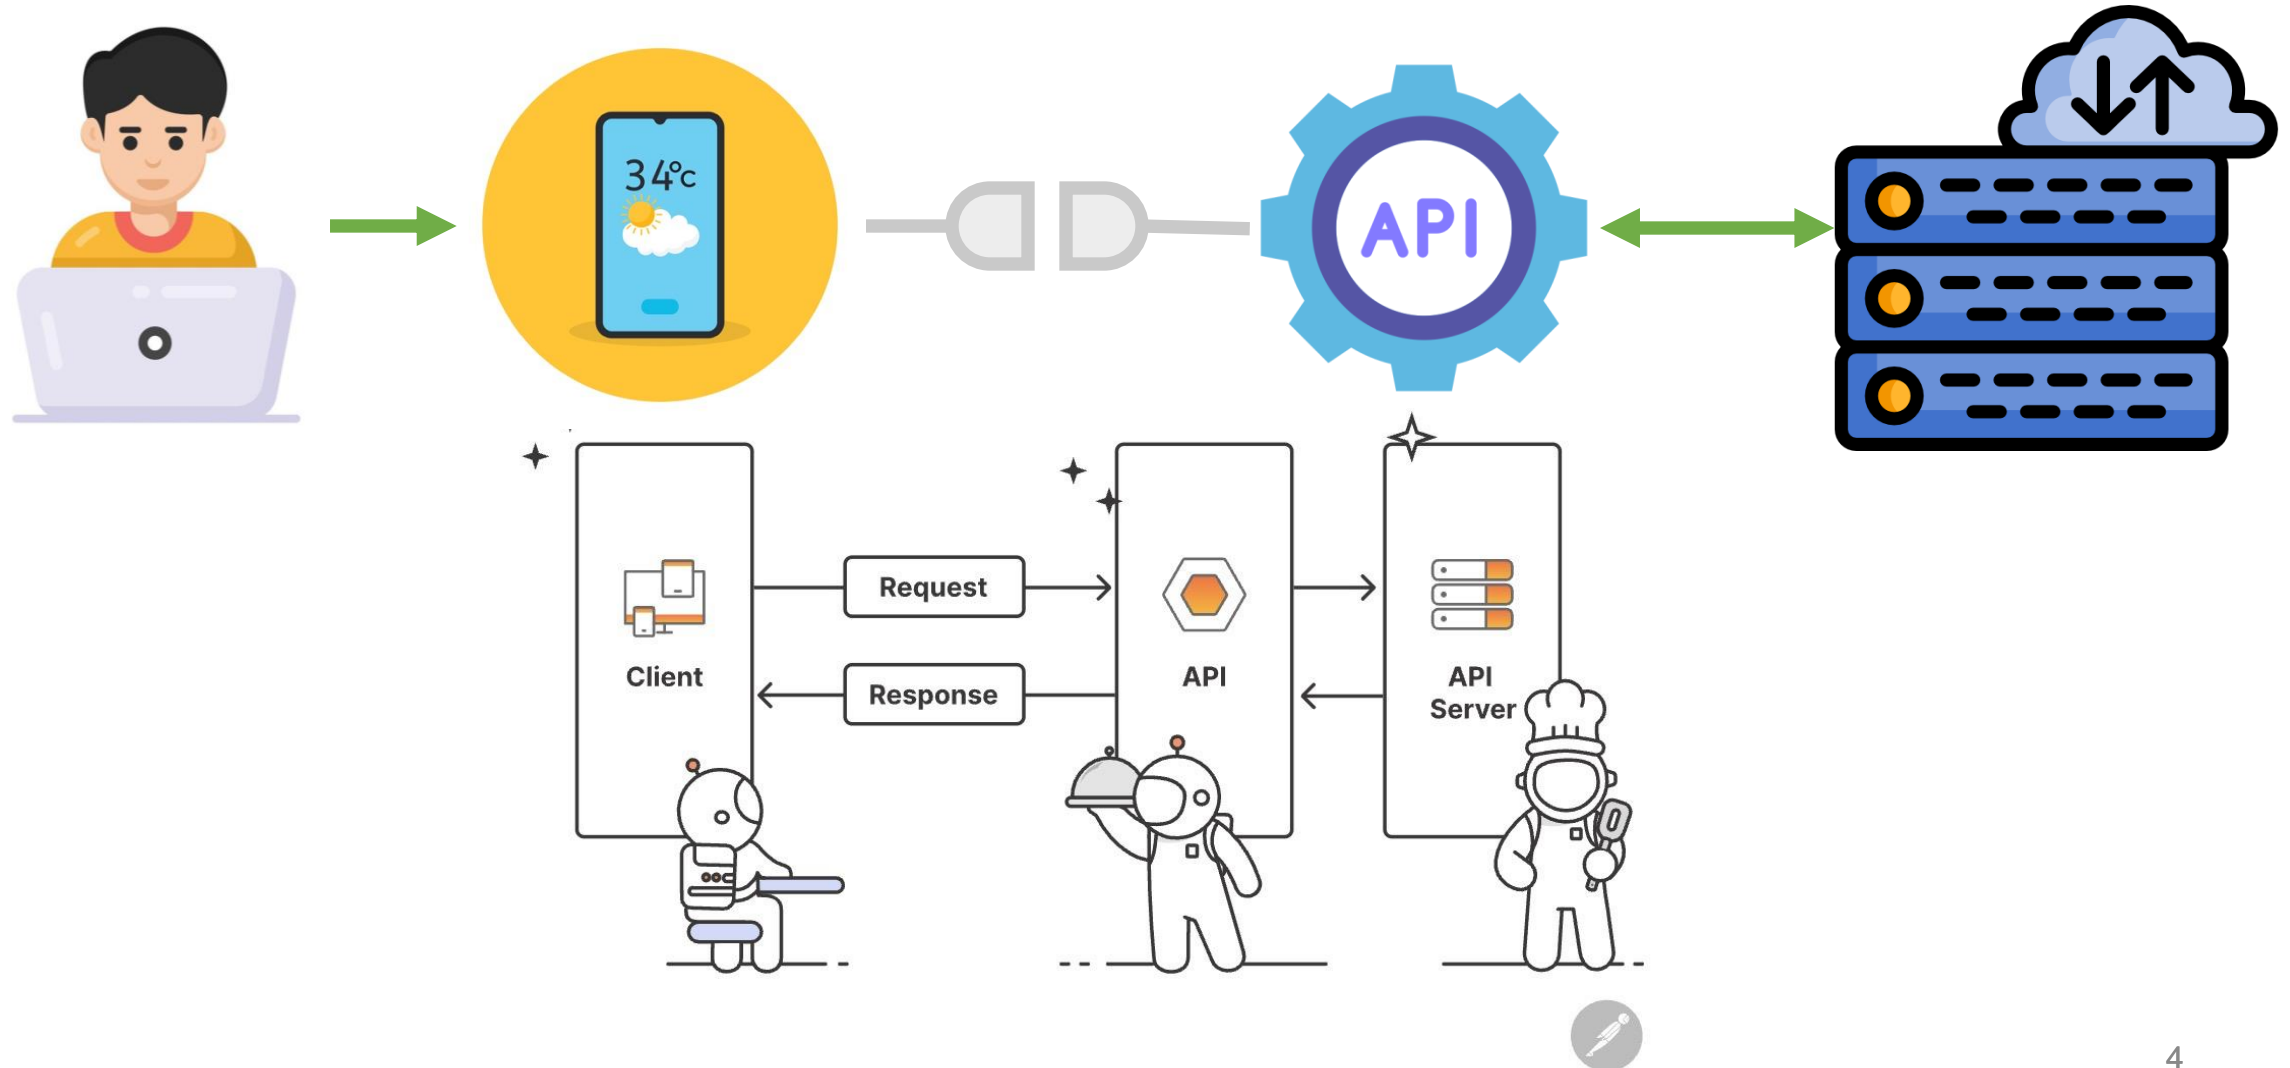 34°c
API
Request
Client
API
API
Server
Response
4